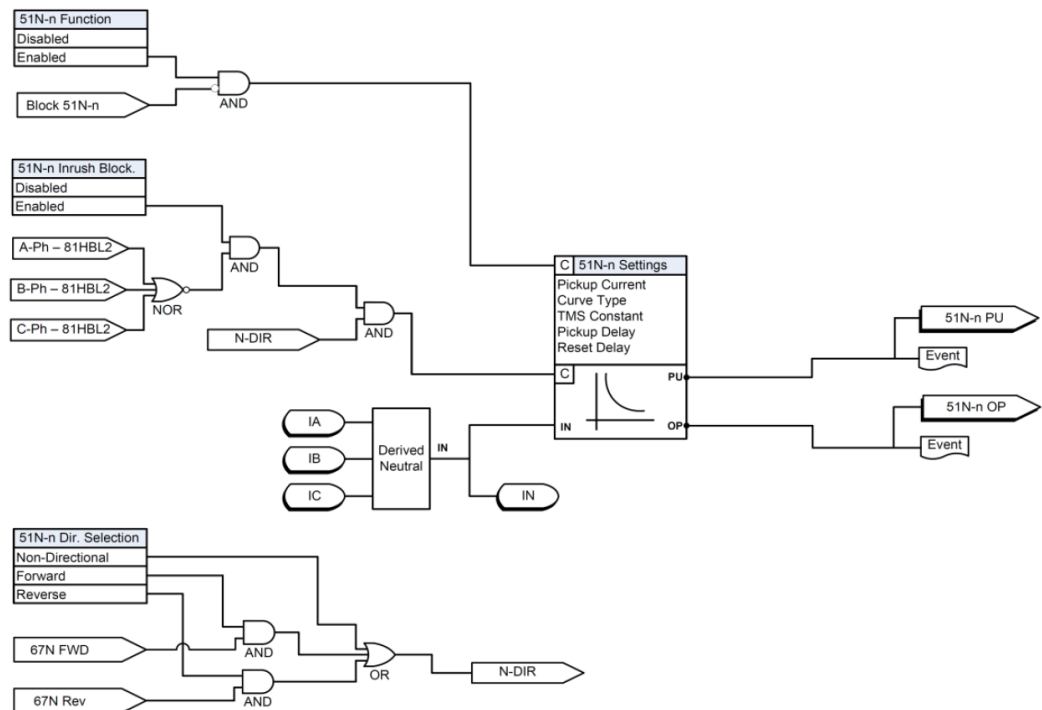 51N-n Function
Disabled
Enabled
Block 51N-n
AND
51N-n Inrush Block.
Disabled
Enabled
A-Ph – 81HBL2
B-Ph – 81HBL2
C-Ph – 81HBL2
NOR
AND
N-DIR
AND
C 51N-n Settings
Pickup Current
Curve Type
TMS Constant
Pickup Delay
Reset Delay
C
PU
IN
OP
51N-n PU
Event
51N-n OP
Event
IA
IB
IC
Derived
Neutral
IN
IN
51N-n Dir. Selection
Non-Directional
Forward
Reverse
67N FWD
AND
67N Rev
AND
OR
N-DIR